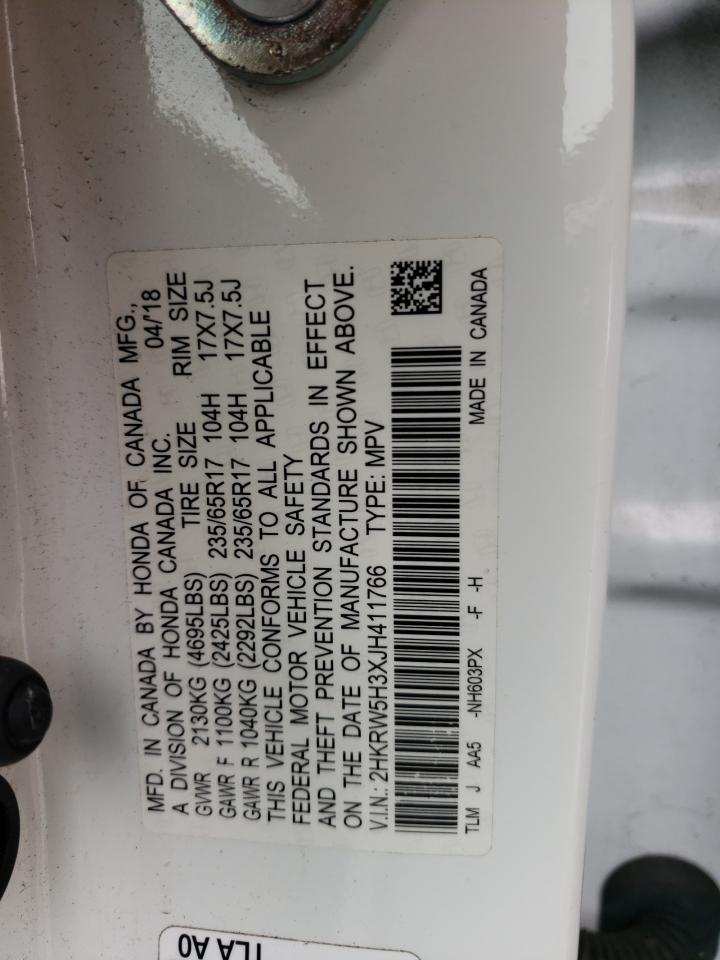 MFD. IN CANADA BY HONDA OF CANADA MFG.,
A DIVISION OF HONDA CANADA INC. 04/'18
GVWR 2130KG (4695LBS) TIRE SIZE RIM SIZE
GAWR F 1100KG (2425LBS) 235/65R17 104H 17X7.5J
GAWR R 1040KG (2292LBS) 235/65R17 104H 17X7.5J
THIS VEHICLE CONFORMS TO ALL APPLICABLE
FEDERAL MOTOR VEHICLE SAFETY
AND THEFT PREVENTION STANDARDS IN EFFECT
ON THE DATE OF MANUFACTURE SHOWN ABOVE.
V.I.N.: 2HKRW5H3XJH411766 TYPE: MPV
TLM J AA5 -NH603PX -F -H MADE IN CANADA
TLA A0